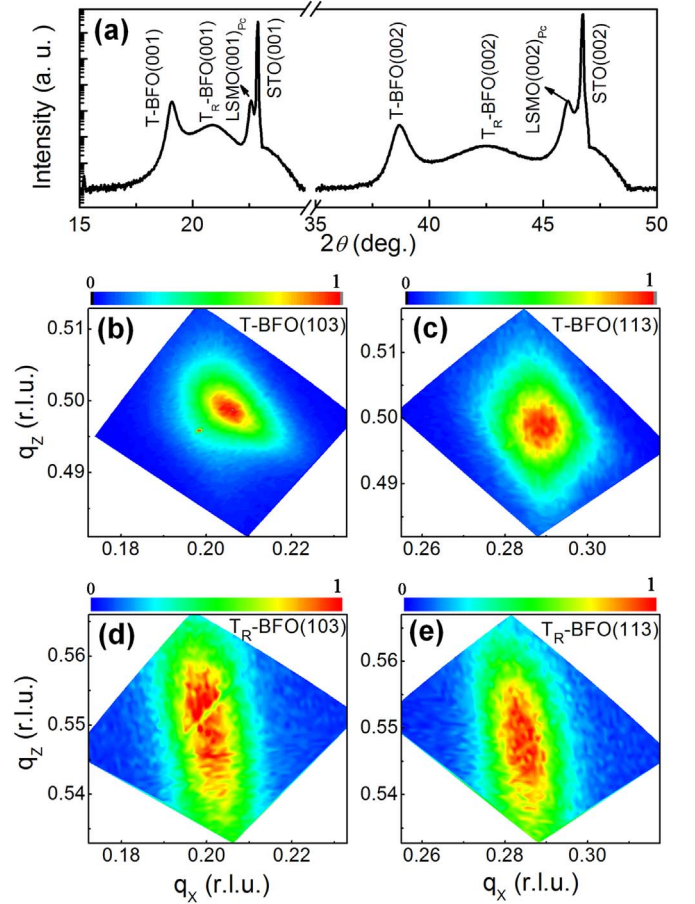 (a)
Intensity (a. u.)
T-BFO(001)
T_R-BFO(001)
LSMO(001)_Pc
STO(001)
T-BFO(002)
T_R-BFO(002)
LSMO(002)_Pc
STO(002)
15 20 25 35 40 45 50
2θ (deg.)
0 1
(b) T-BFO(103)
0.51
0.50
0.49
q_Z (r.l.u.)
0.18 0.20 0.22
0 1
(c) T-BFO(113)
0.51
0.50
0.49
0.26 0.28 0.30
0 1
(d) T_R-BFO(103)
0.56
0.55
0.54
q_Z (r.l.u.)
0.18 0.20 0.22
q_X (r.l.u.)
0 1
(e) T_R-BFO(113)
0.56
0.55
0.54
0.26 0.28 0.30
q_X (r.l.u.)